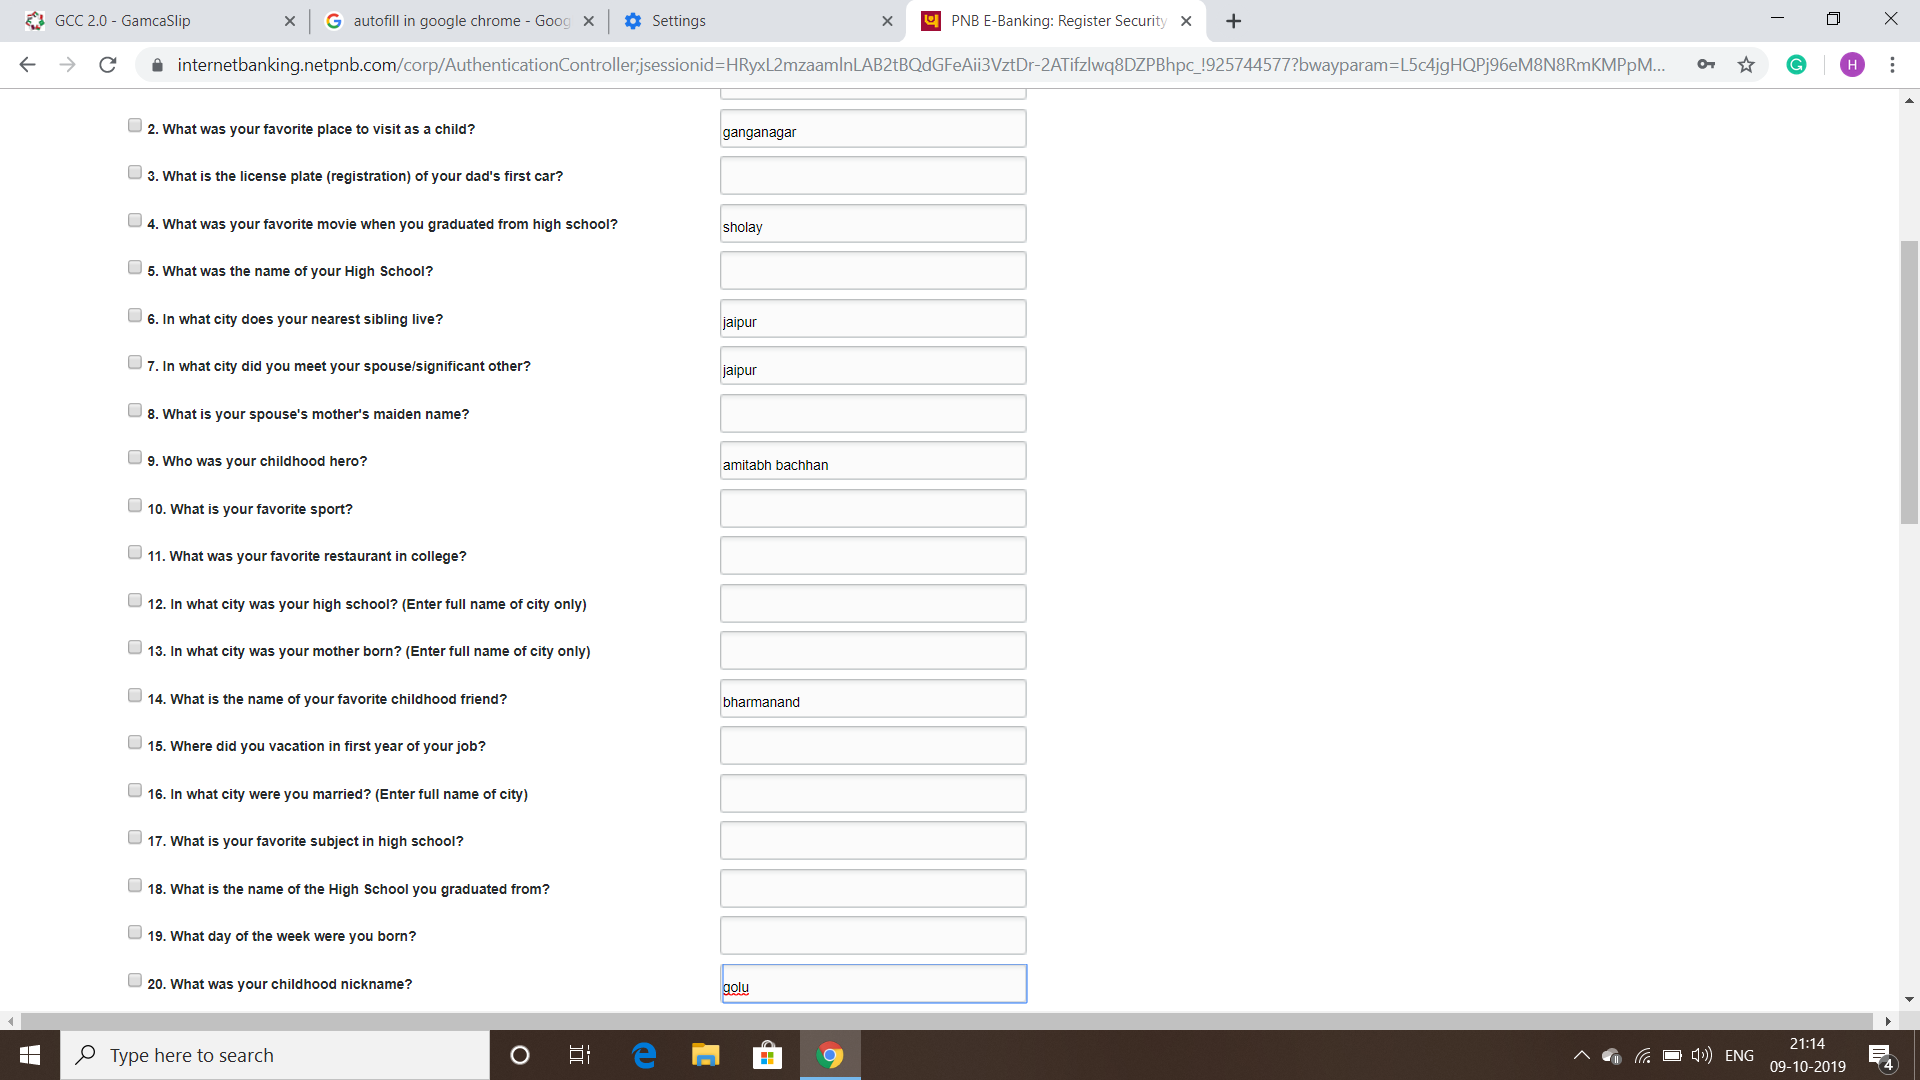 GCC 2.0 - GamcaSlip
autofill in google chrome - Goog
Settings
PNB E-Banking: Register Security
internetbanking.netpnb.com/corp/AuthenticationController;jsessionid=HRyxL2mzaamlnLAB2tBQdGFeAii3VztDr-2ATifzlwq8DZPBhpc_!925744577?bwayparam=L5c4jgHQPj96eM8N8RmKMPpM...
H
2. What was your favorite place to visit as a child? ganganagar
3. What is the license plate (registration) of your dad's first car?
4. What was your favorite movie when you graduated from high school? sholay
5. What was the name of your High School?
6. In what city does your nearest sibling live? jaipur
7. In what city did you meet your spouse/significant other? jaipur
8. What is your spouse's mother's maiden name?
9. Who was your childhood hero? amitabh bachhan
10. What is your favorite sport?
11. What was your favorite restaurant in college?
12. In what city was your high school? (Enter full name of city only)
13. In what city was your mother born? (Enter full name of city only)
14. What is the name of your favorite childhood friend? bharmanand
15. Where did you vacation in first year of your job?
16. In what city were you married? (Enter full name of city)
17. What is your favorite subject in high school?
18. What is the name of the High School you graduated from?
19. What day of the week were you born?
20. What was your childhood nickname? golu
Type here to search
ENG
21:14
09-10-2019
4